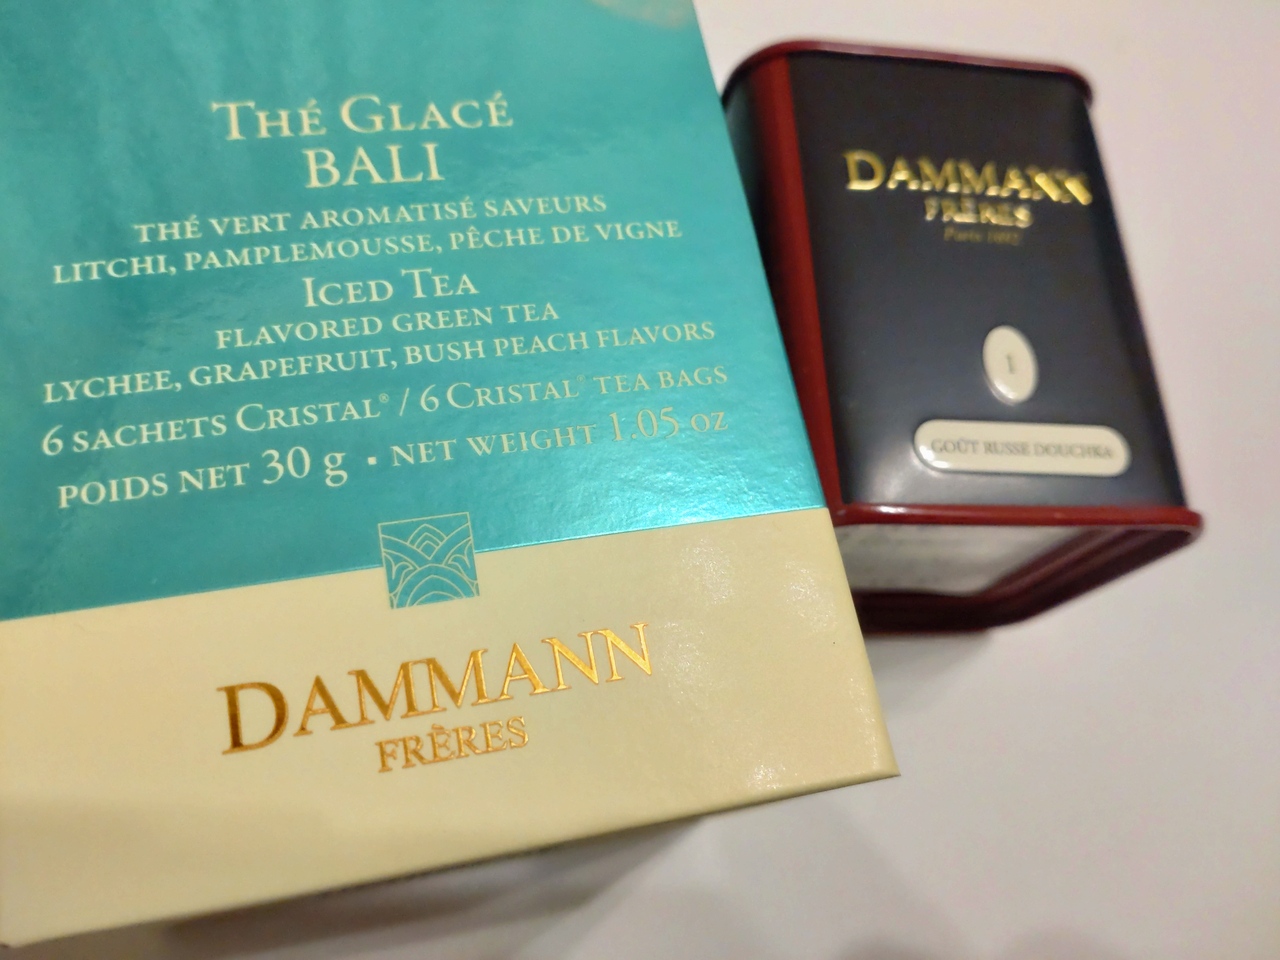 THÉ GLACÉ
BALI
THÉ VERT AROMATISÉ SAVEURS
LITCHI, PAMPLEMOUSSE, PÊCHE DE VIGNE
ICED TEA
FLAVORED GREEN TEA
LYCHEE, GRAPEFRUIT, BUSH PEACH FLAVORS
6 SACHETS CRISTAL® / 6 CRISTAL® TEA BAGS
POIDS NET 30 g ▪ NET WEIGHT 1.05 oz
DAMMANN
FRÈRES
DAMMANN
FRÈRES
Paris 1692
1
GOÛT RUSSE DOUCHKA